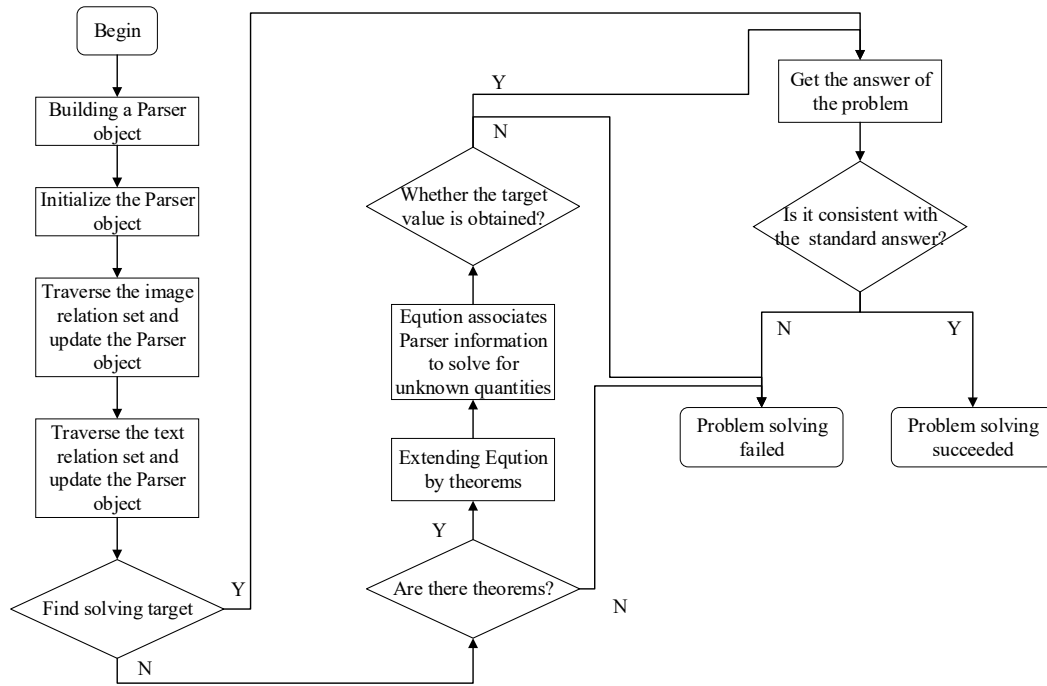 Begin
Building a Parser
object
Initialize the Parser
object
Traverse the image
relation set and
update the Parser
object
Traverse the text
relation set and
update the Parser
object
Find solving target
Y
N
Are there theorems?
Y
N
Extending Eqution
by theorems
Eqution associates
Parser information
to solve for
unknown quantities
Whether the target
value is obtained?
Y
N
Get the answer of
the problem
Is it consistent with
the standard answer?
N
Y
Problem solving
failed
Problem solving
succeeded